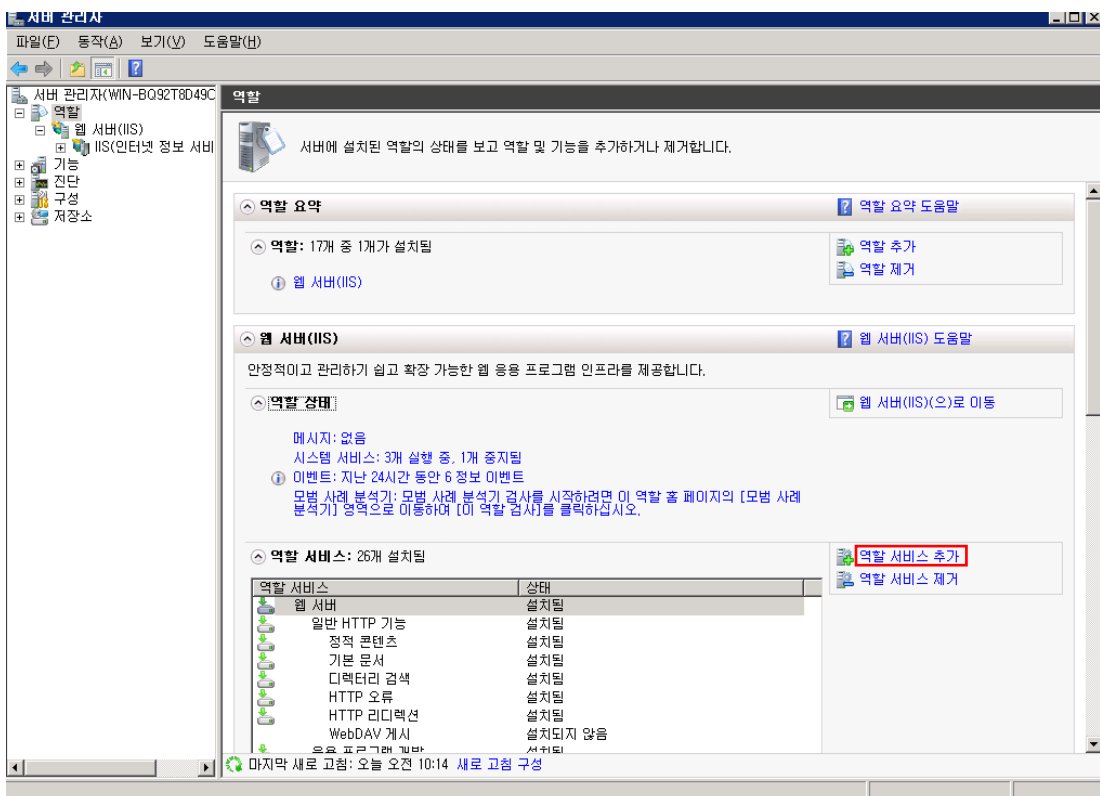 서버 관리자
파일(F) 동작(A) 보기(V) 도움말(H)
서버 관리자(WIN-BQ92T8D49C
역할
웹 서버(IIS)
IIS(인터넷 정보 서비
기능
진단
구성
저장소
역할
서버에 설치된 역할의 상태를 보고 역할 및 기능을 추가하거나 제거합니다.
역할 요약
역할 요약 도움말
역할: 17개 중 1개가 설치됨
역할 추가
역할 제거
웹 서버(IIS)
웹 서버(IIS)
웹 서버(IIS) 도움말
안정적이고 관리하기 쉽고 확장 가능한 웹 응용 프로그램 인프라를 제공합니다.
역할 상태
웹 서버(IIS)(으)로 이동
메시지: 없음
시스템 서비스: 3개 실행 중, 1개 중지됨
이벤트: 지난 24시간 동안 6 정보 이벤트
모범 사례 분석기: 모범 사례 분석기 검사를 시작하려면 이 역할 홈 페이지의 [모범 사례
분석기] 영역으로 이동하여 [이 역할 검사]를 클릭하십시오.
역할 서비스: 26개 설치됨
역할 서비스 추가
역할 서비스 제거
역할 서비스 상태
웹 서버 설치됨
일반 HTTP 기능 설치됨
정적 콘텐츠 설치됨
기본 문서 설치됨
디렉터리 검색 설치됨
HTTP 오류 설치됨
HTTP 리디렉션 설치됨
WebDAV 게시 설치되지 않음
응용 프로그램 개발 설치됨
마지막 새로 고침: 오늘 오전 10:14 새로 고침 구성